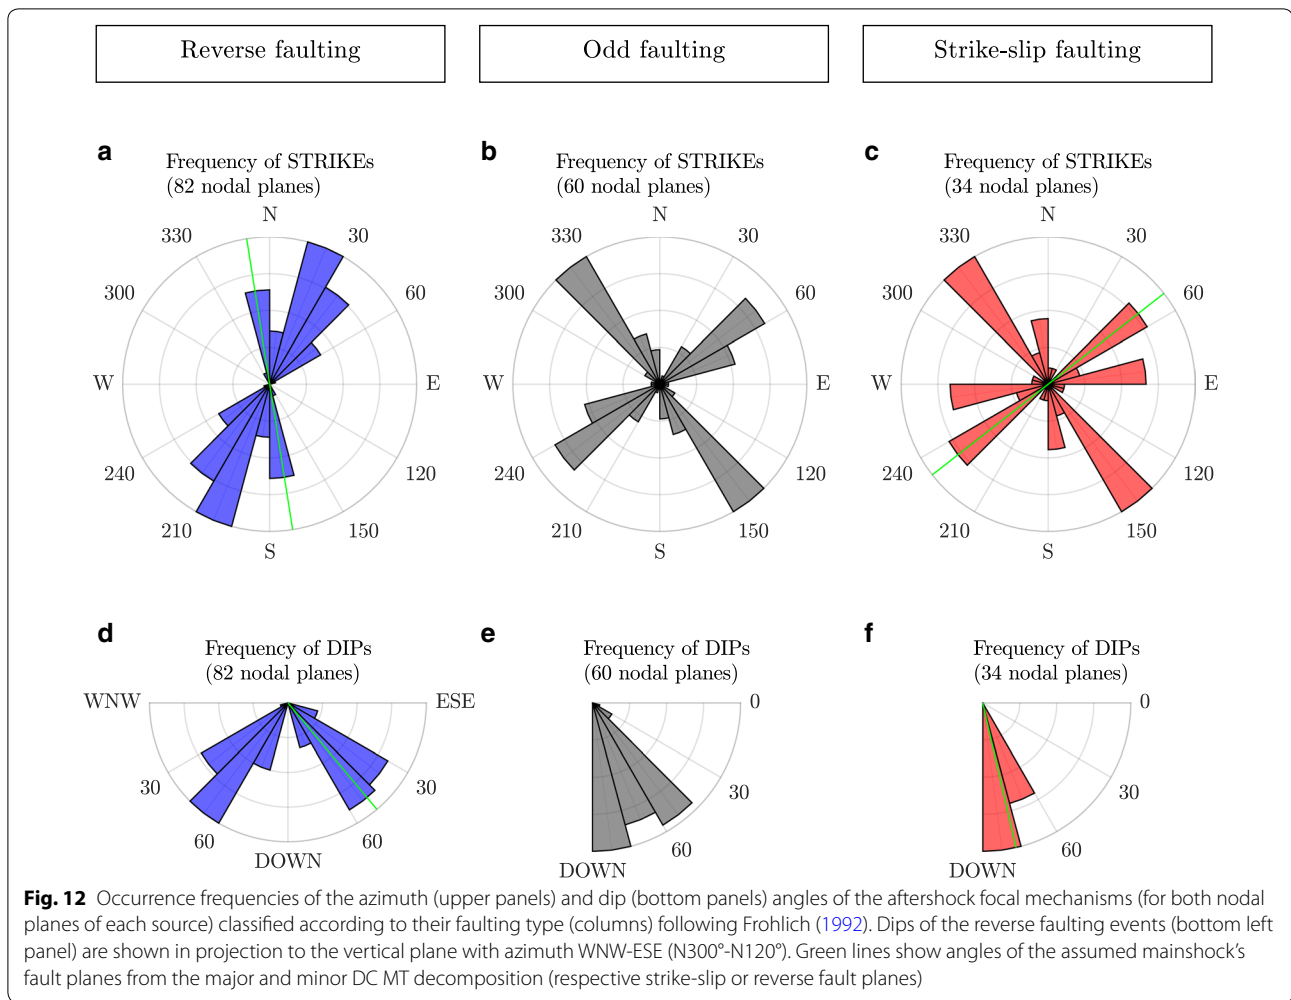 Reverse faulting
Odd faulting
Strike-slip faulting
a
Frequency of STRIKEs
(82 nodal planes)
N
30
60
E
120
150
S
210
240
W
300
330
b
Frequency of STRIKEs
(60 nodal planes)
N
30
60
E
120
150
S
210
240
W
300
330
c
Frequency of STRIKEs
(34 nodal planes)
N
30
60
E
120
150
S
210
240
W
300
330
d
Frequency of DIPs
(82 nodal planes)
WNW
ESE
30
30
60
60
DOWN
e
Frequency of DIPs
(60 nodal planes)
0
30
60
DOWN
f
Frequency of DIPs
(34 nodal planes)
0
30
60
DOWN
Fig. 12 Occurrence frequencies of the azimuth (upper panels) and dip (bottom panels) angles of the aftershock focal mechanisms (for both nodal
planes of each source) classified according to their faulting type (columns) following Frohlich (1992). Dips of the reverse faulting events (bottom left
panel) are shown in projection to the vertical plane with azimuth WNW-ESE (N300°-N120°). Green lines show angles of the assumed mainshock's
fault planes from the major and minor DC MT decomposition (respective strike-slip or reverse fault planes)